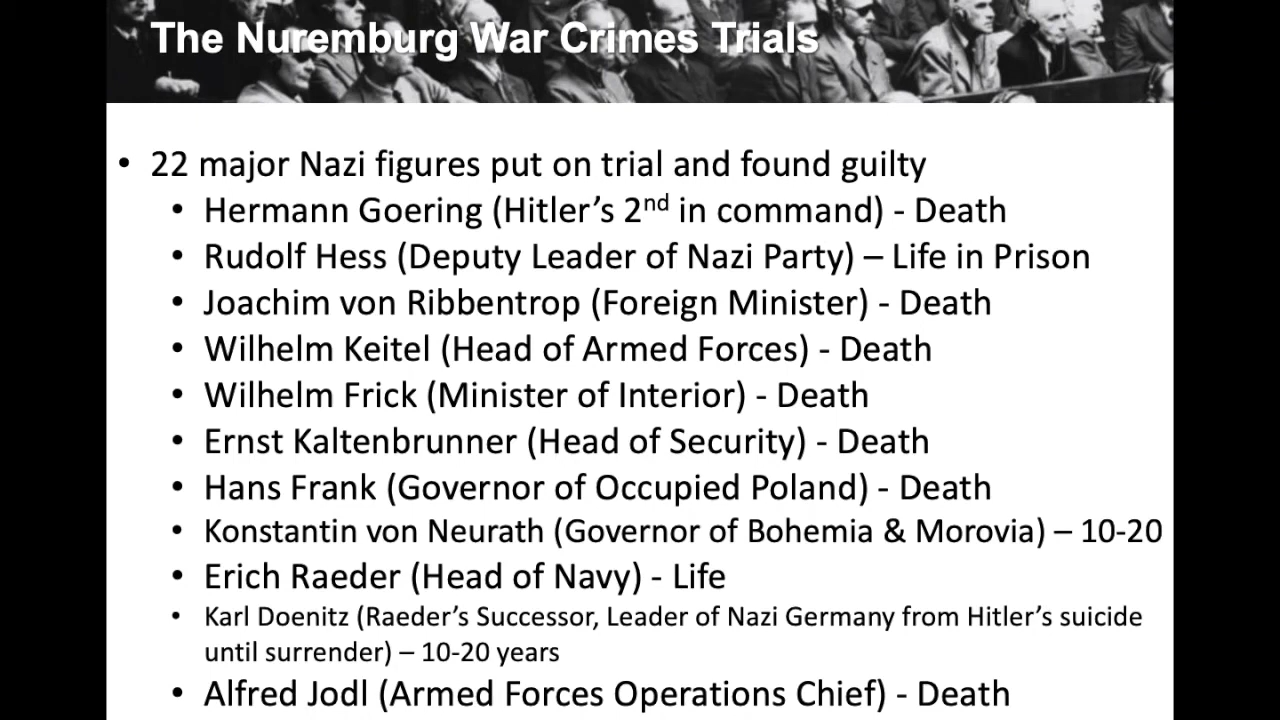 The Nuremburg War Crimes Trials
• 22 major Nazi figures put on trial and found guilty
• Hermann Goering (Hitler’s 2nd in command) - Death
• Rudolf Hess (Deputy Leader of Nazi Party) – Life in Prison
• Joachim von Ribbentrop (Foreign Minister) - Death
• Wilhelm Keitel (Head of Armed Forces) - Death
• Wilhelm Frick (Minister of Interior) - Death
• Ernst Kaltenbrunner (Head of Security) - Death
• Hans Frank (Governor of Occupied Poland) - Death
• Konstantin von Neurath (Governor of Bohemia & Morovia) – 10-20
• Erich Raeder (Head of Navy) - Life
• Karl Doenitz (Raeder’s Successor, Leader of Nazi Germany from Hitler’s suicide
until surrender) – 10-20 years
• Alfred Jodl (Armed Forces Operations Chief) - Death